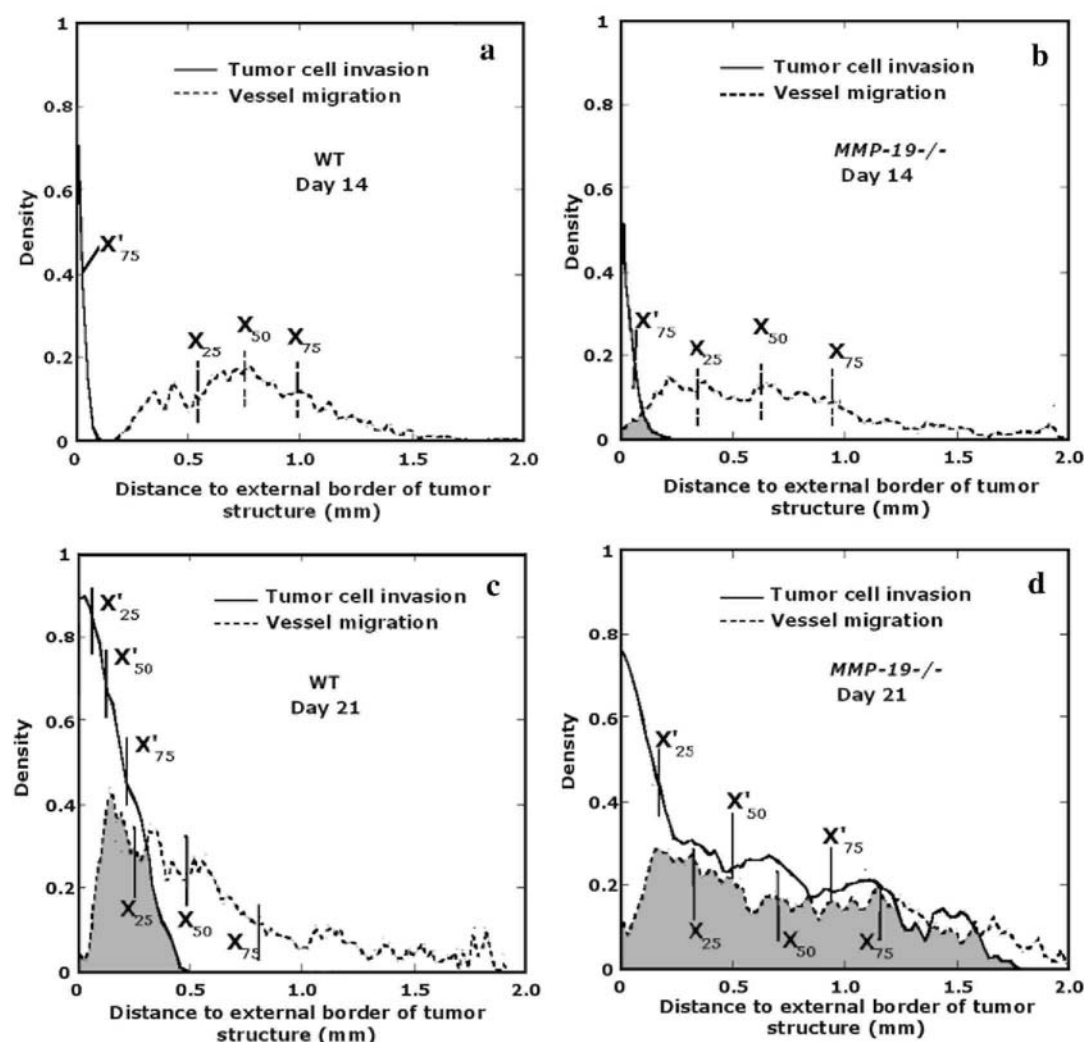 a
Tumor cell invasion
Vessel migration
WT
Day 14
X'75
X25
X50
X75
Density
1
0.8
0.6
0.4
0.2
0
0
0.5
1.0
1.5
2.0
Distance to external border of tumor
structure (mm)
b
Tumor cell invasion
Vessel migration
MMP-19-/-
Day 14
X'75
X25
X50
X75
Density
1
0.8
0.6
0.4
0.2
0
0
0.5
1.0
1.5
2.0
Distance to external border of tumor
structure (mm)
c
Tumor cell invasion
Vessel migration
WT
Day 21
X'25
X'50
X'75
X25
X50
X75
Density
1
0.8
0.6
0.4
0.2
0
0
0.5
1.0
1.5
2.0
Distance to external border of tumor
structure (mm)
d
Tumor cell invasion
Vessel migration
MMP-19-/-
Day 21
X'25
X'50
X'75
X25
X50
X75
Density
1
0.8
0.6
0.4
0.2
0
0
0.5
1.0
1.5
2.0
Distance to external border of tumor
structure (mm)